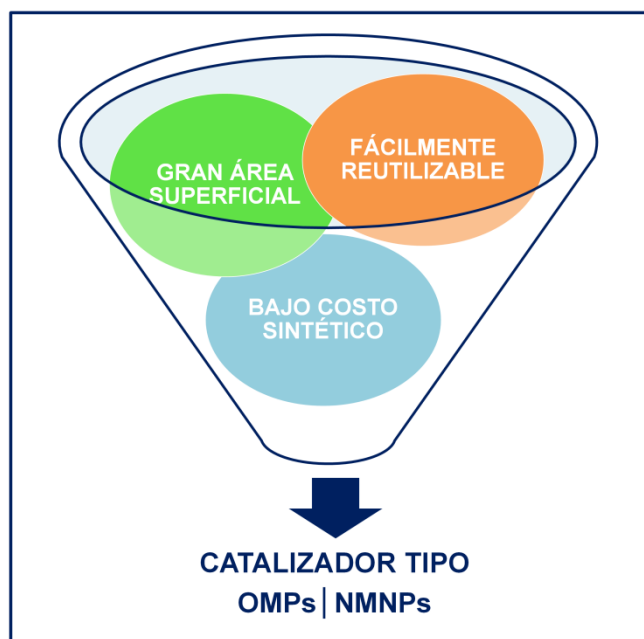 GRAN ÁREA
SUPERFICIAL
FÁCILMENTE
REUTILIZABLE
BAJO COSTO
SINTÉTICO
CATALIZADOR TIPO
OMPs| NMNPs